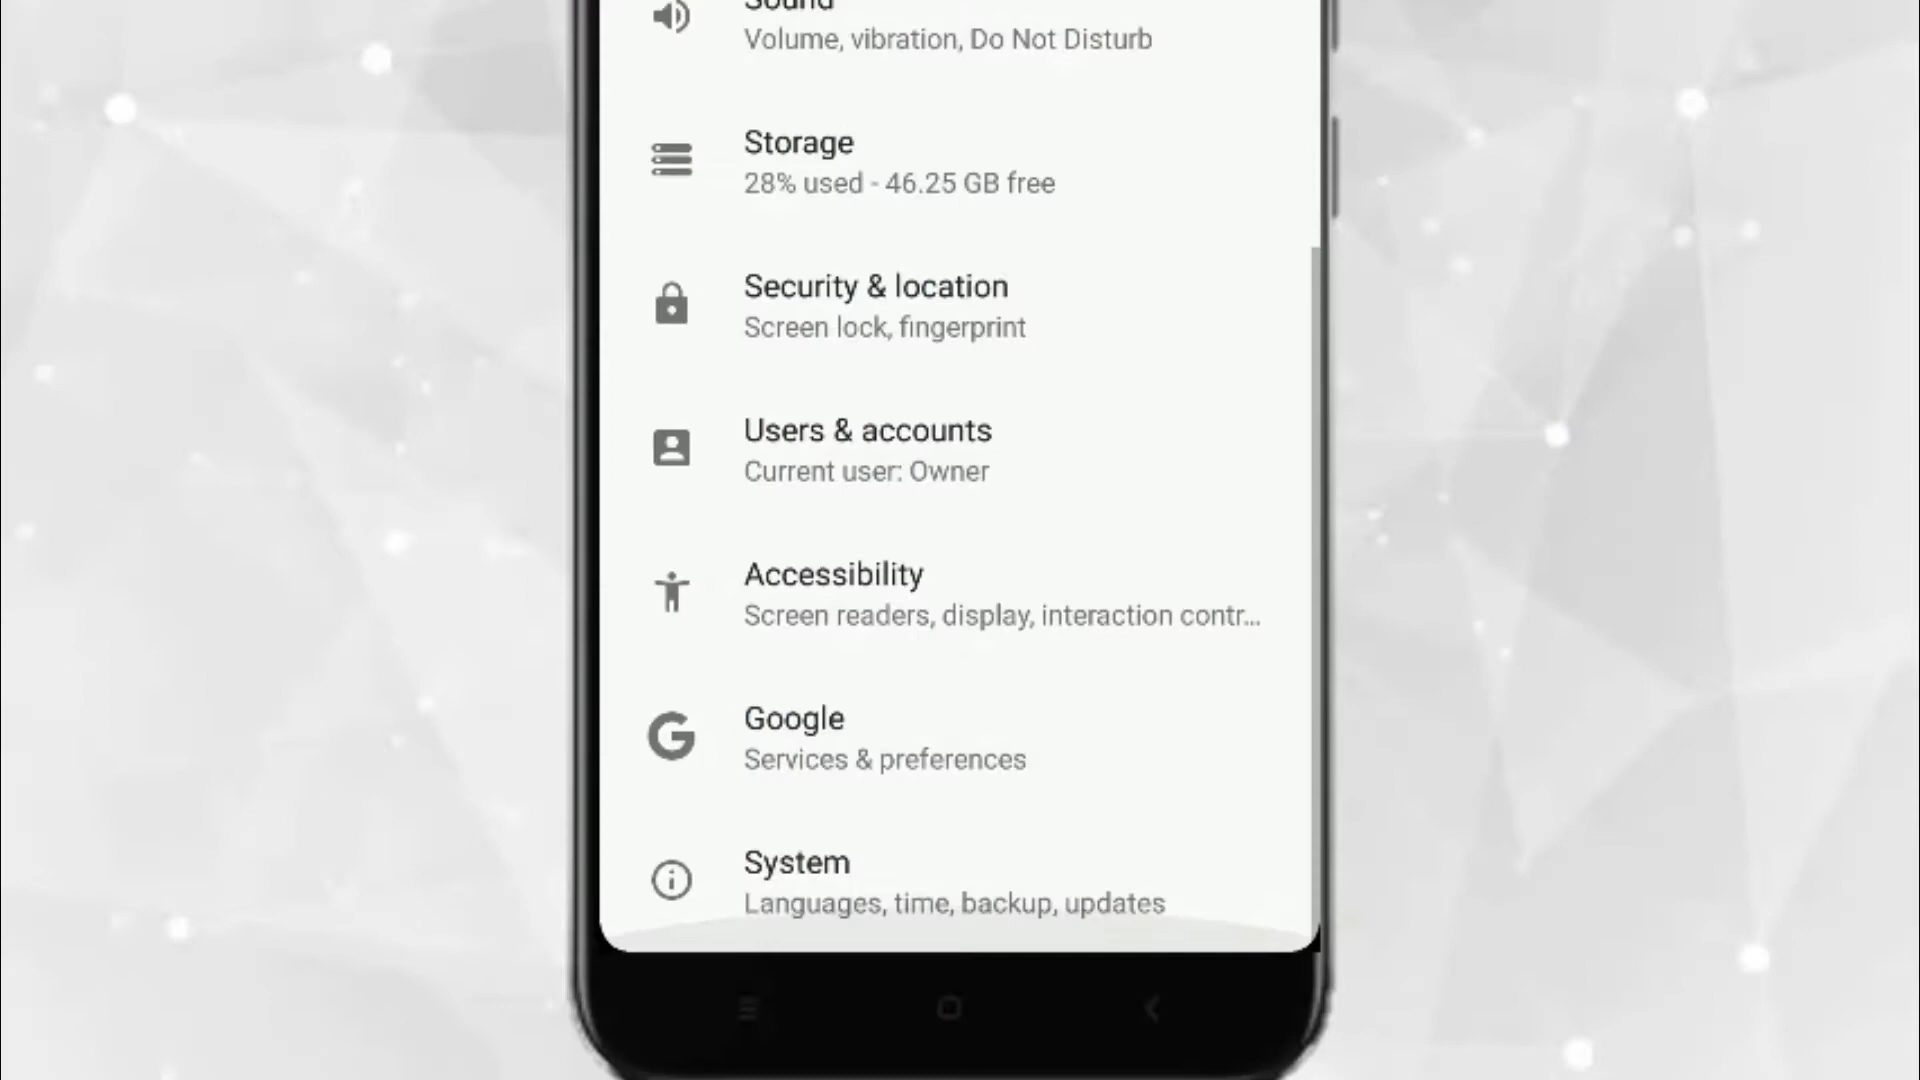 Sound
Volume, vibration, Do Not Disturb
Storage
28% used - 46.25 GB free
Security & location
Screen lock, fingerprint
Users & accounts
Current user: Owner
Accessibility
Screen readers, display, interaction contr...
Google
Services & preferences
System
Languages, time, backup, updates